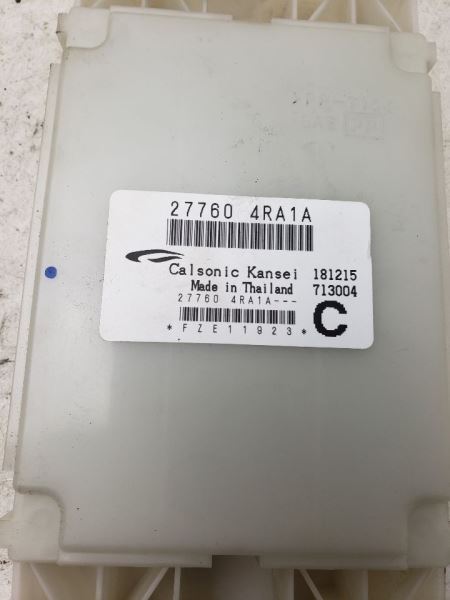 27760 4RA1A
Calsonic Kansei 181215
Made in Thailand 713004
27760 4RA1A---
C
*FZE11923*